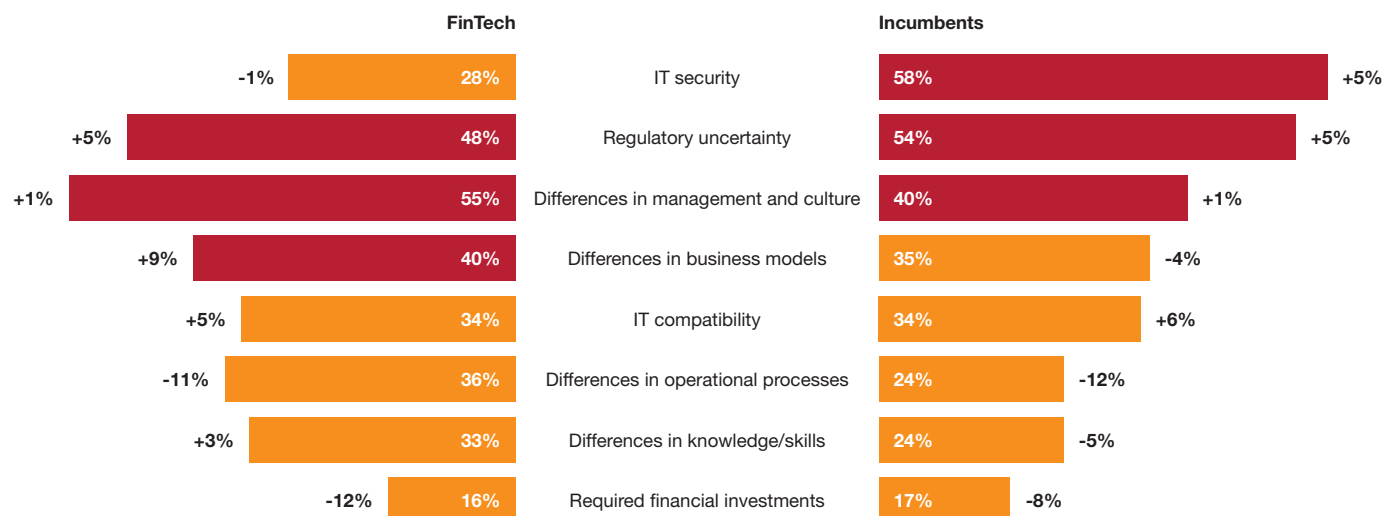 FinTech Incumbents
-1% 28% IT security 58% +5%
+5% 48% Regulatory uncertainty 54% +5%
+1% 55% Differences in management and culture 40% +1%
+9% 40% Differences in business models 35% -4%
+5% 34% IT compatibility 34% +6%
-11% 36% Differences in operational processes 24% -12%
+3% 33% Differences in knowledge/skills 24% -5%
-12% 16% Required financial investments 17% -8%